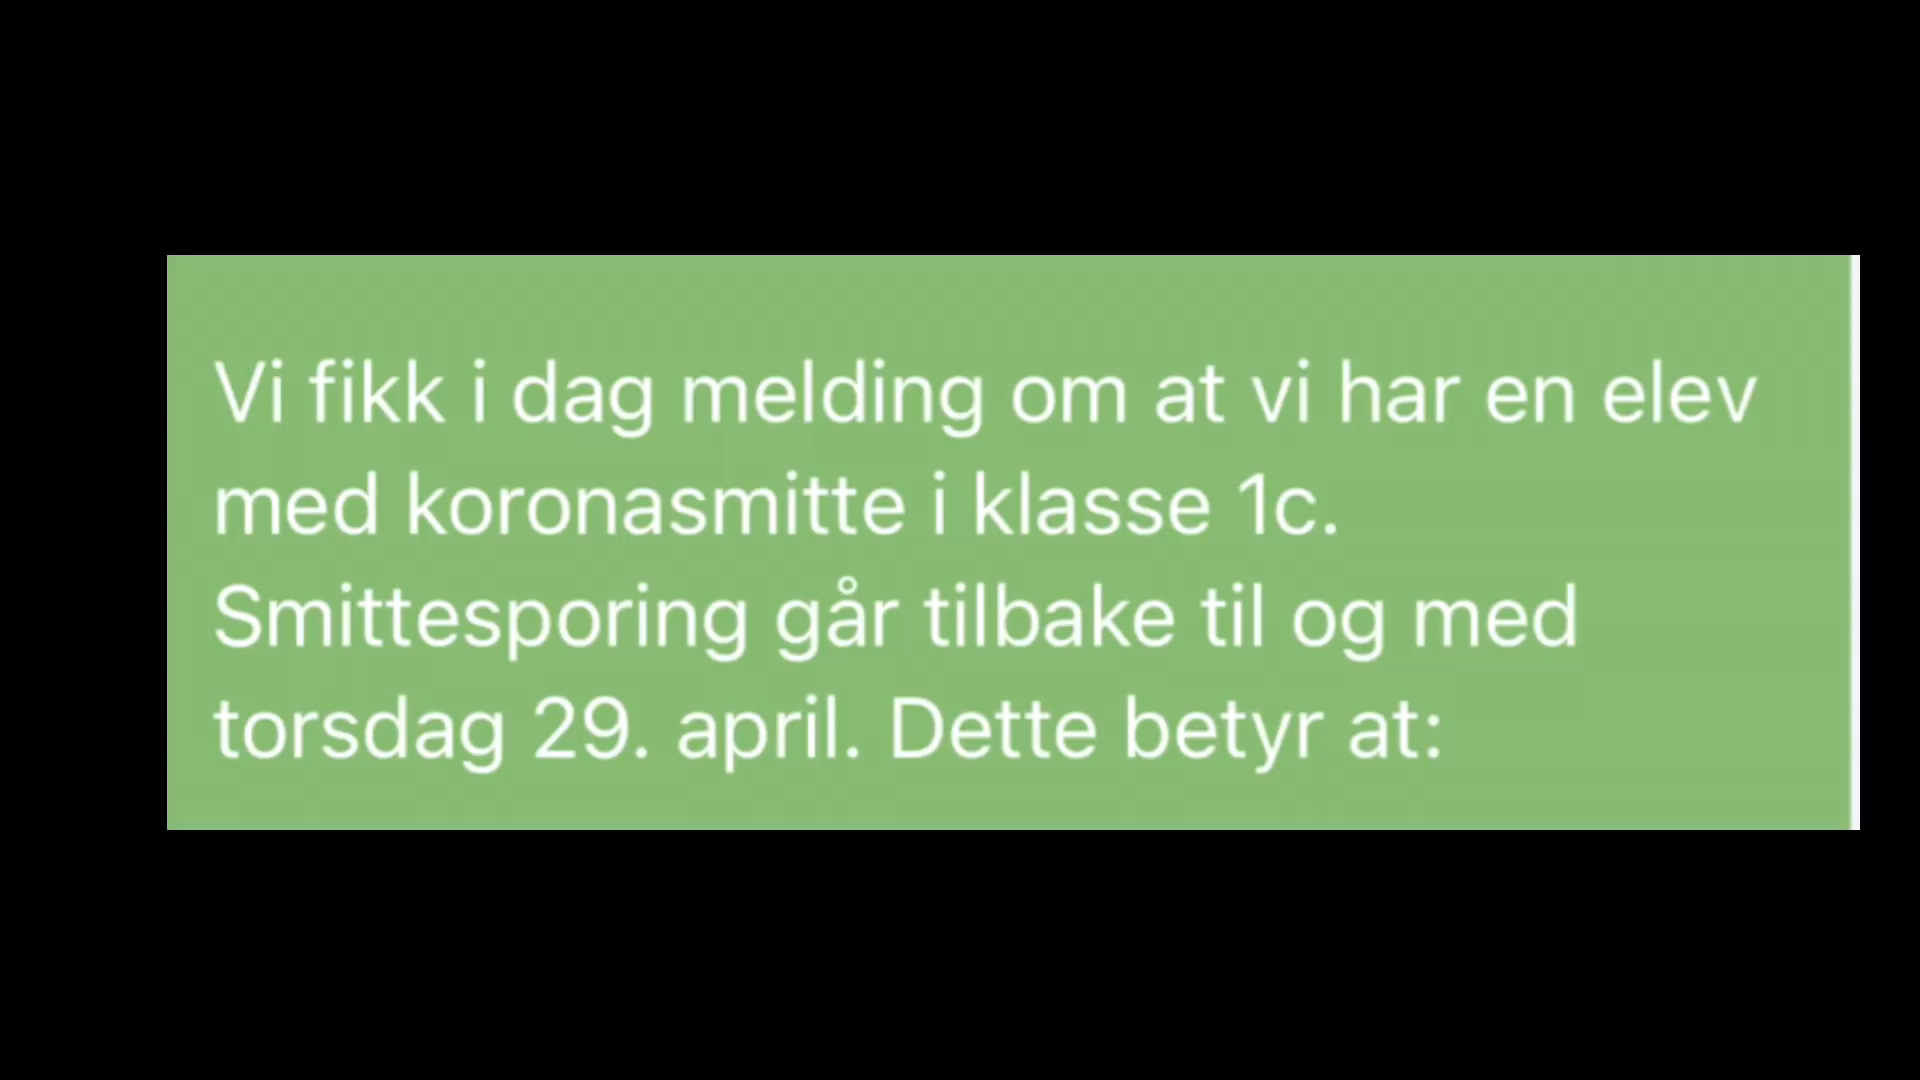 Vi fikk i dag melding om at vi har en elev
med koronasmitte i klasse 1c.
Smittesporing går tilbake til og med
torsdag 29. april. Dette betyr at: